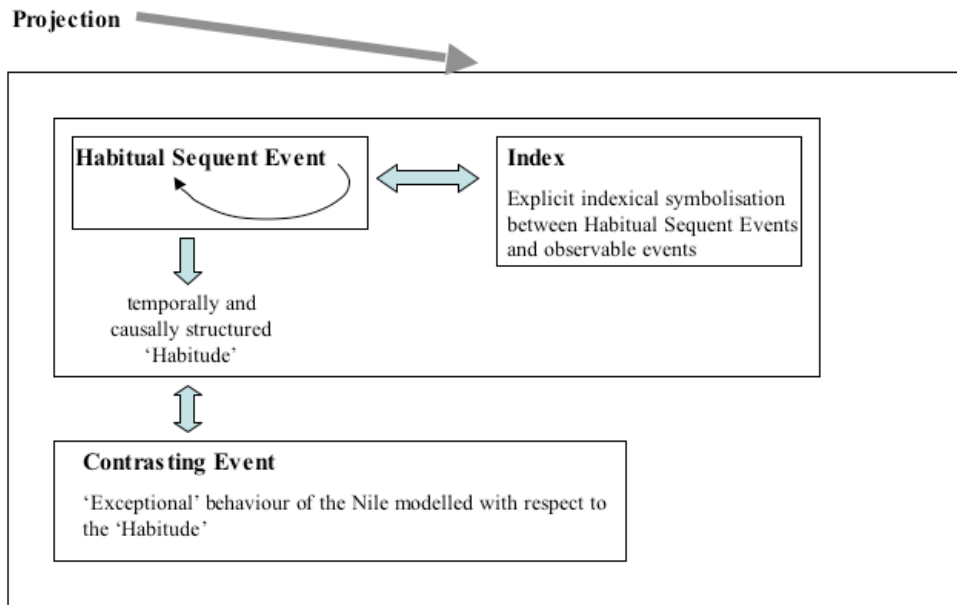 Projection
Habitual Sequent Event
Index
Explicit indexical symbolisation
between Habitual Sequent Events
and observable events
temporally and
causally structured
‘Habitude’
Contrasting Event
‘Exceptional’ behaviour of the Nile modelled with respect to
the ‘Habitude’